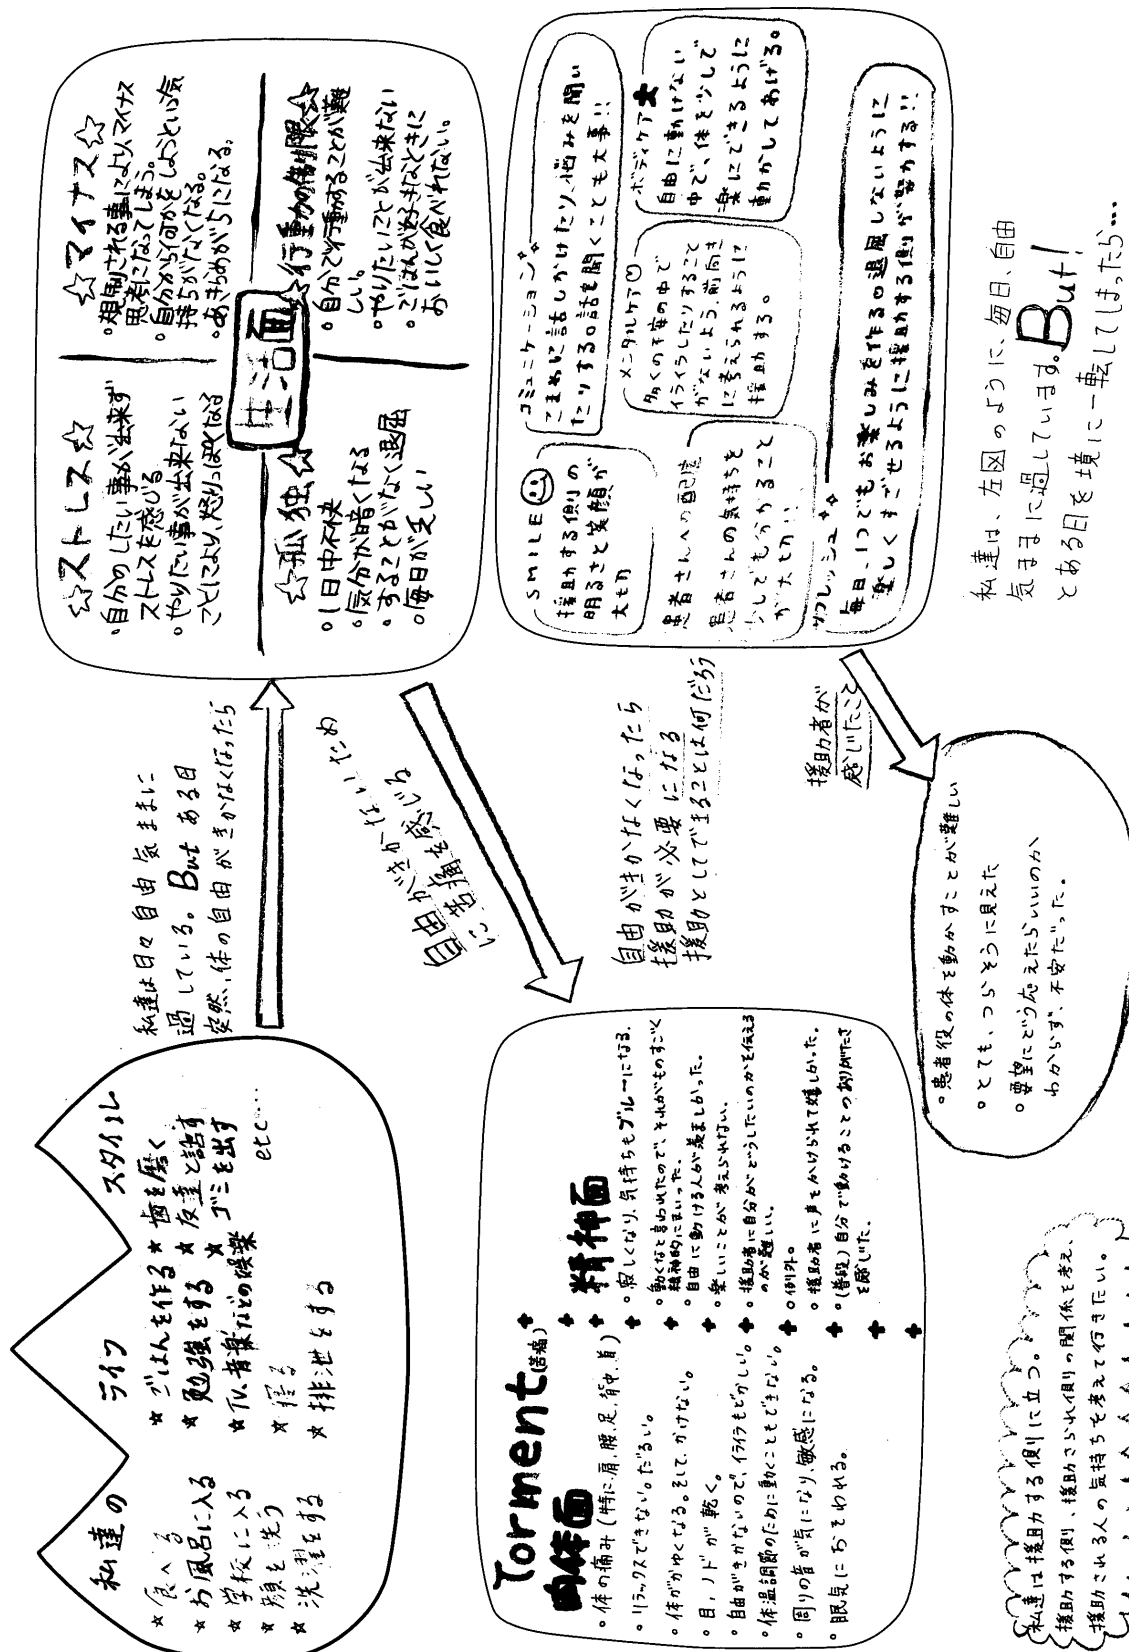 私達の ライフ スタイル
★ 食べる
★ お風呂に入る
★ 学校に入る
★ 顔を洗う
★ 洗濯をする
★ ごはんを作る
★ 勉強をする
★ TV、音楽などの娯楽
★ 寝る
★ 排泄をする
★ 歯を磨く
★ 友達と話す
★ ゴミを出す
etc…
私達は日々自由気ままに
過している。But ある日
突然、体の自由がきかなくなったら
☆ストレス☆
・自分のしたい事が出来ず
ストレスを感じる
・やりたい事が出来ない
ことにより、怒りっぽくなる
☆マイナス☆
・規制される事により、マイナス
思考になってしまう。
・自分から何かをしようという気
持ちがなくなる。
・あきらめがちになる。
生活面
☆孤独☆
・1日中不快
・気分が暗くなる
・することがなく退屈
・毎日が乏しい
☆行動の制限☆
・自分で行動することが難
しい。
・やりたいことが出来ない
・ごはんが好きなときに
おいしく食べれない。
自由がきかないため
に苦痛を感じる
Torment(苦痛)
肉体面
・体の痛み(特に、肩、腰、足、背中、首)
・リラックスできない。だるい。
・体がかゆくなる。そして、かけない。
・目、ノドが乾く。
・自由がきかないので、イライラもどかしい。
・体温調節のために動くこともできない。
・周りの音が気になり、敏感になる。
・眠気におそわれる。
精神面
・寂しくなり、気持ちもブルーになる。
・動くなと言われたので、それがものすごく
精神的にまいった。
・自由に動ける人が羨ましかった。
・楽しいことが考えられない。
・援助者に自分がどうしたいのかを伝える
のが難しい。
・例外。
・援助者に声をかけられて嬉しかった。
・(普段)自分で動けることのありがたさ
を感じた。
自由がきかなくなったら
援助が必要になる
援助としてできることは何だろう
SMILE
援助する側の
明るさと笑顔が
大切
コミュニケーション
こまめに話しかけたり、悩みを聞い
たりする。話を聞くことも大事!!
患者さんへの配慮
患者さんの気持ちを
少しでも分かること
が大切!!
メンタルケア
多くの不安の中で
イライラしたりすること
がないよう、前向き
に考えられるように
援助する。
ボディケア★
自由に動けない
中で、体を少しで
楽にできるように
動かしてあげる。
リフレッシュ
毎日、1つでもお楽しみを作る。退屈しないように
楽しくすごせるように援助する側が努力する!!
援助者が
感じたこと
・患者役の体を動かすことが難しい
・とても、つらそうに見えた
・要望にどう応えたらいいのか
わからず、不安だった。
私達は、左図のように、毎日、自由
気ままに過しています。But!
とある日を境に一転してしまったら…
私達は援助する側に立つ。
援助する側、援助される側の関係を考え、
援助される人の気持ちを考えて行きたい。